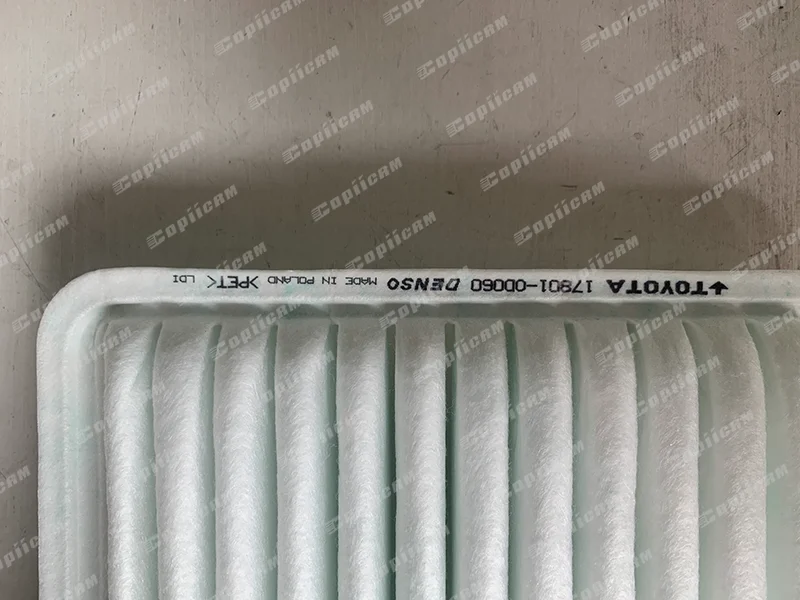 ↑TOYOTA 17801-0D060 DENSO MADE IN POLAND >PET< LDI
Copiicam